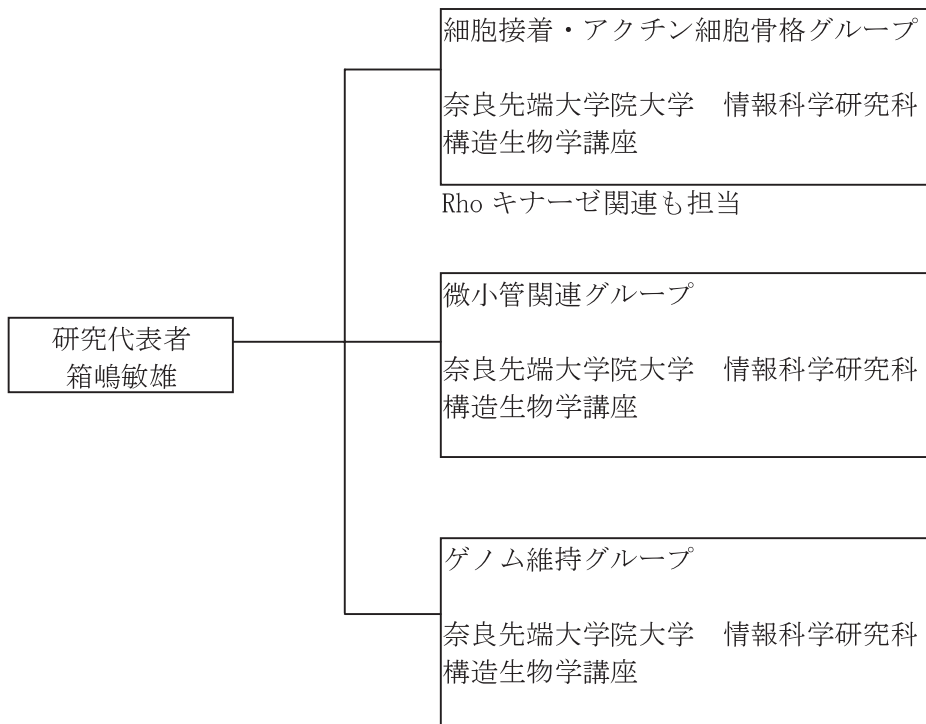 細胞接着・アクチン細胞骨格グループ
奈良先端大学院大学　情報科学研究科
構造生物学講座
Rho キナーゼ関連も担当
研究代表者
箱嶋敏雄
微小管関連グループ
奈良先端大学院大学　情報科学研究科
構造生物学講座
ゲノム維持グループ
奈良先端大学院大学　情報科学研究科
構造生物学講座